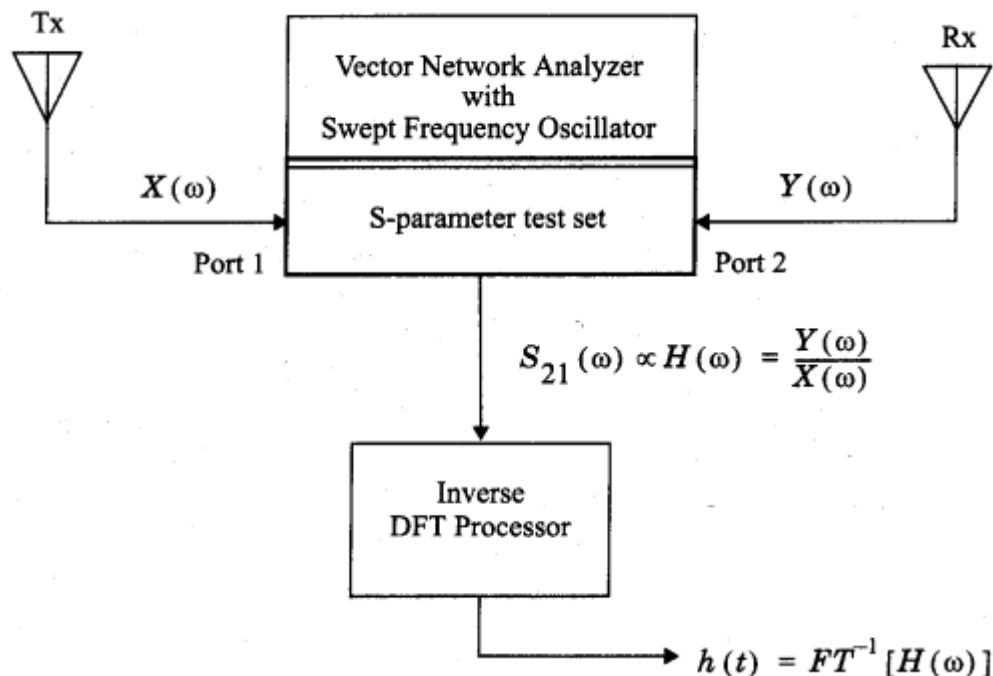 Tx
Rx
Vector Network Analyzer
with
Swept Frequency Oscillator
X(ω)
Y(ω)
S-parameter test set
Port 1
Port 2
S₂₁(ω) ∝ H(ω) = Y(ω)/X(ω)
Inverse
DFT Processor
h(t) = FT⁻¹[H(ω)]